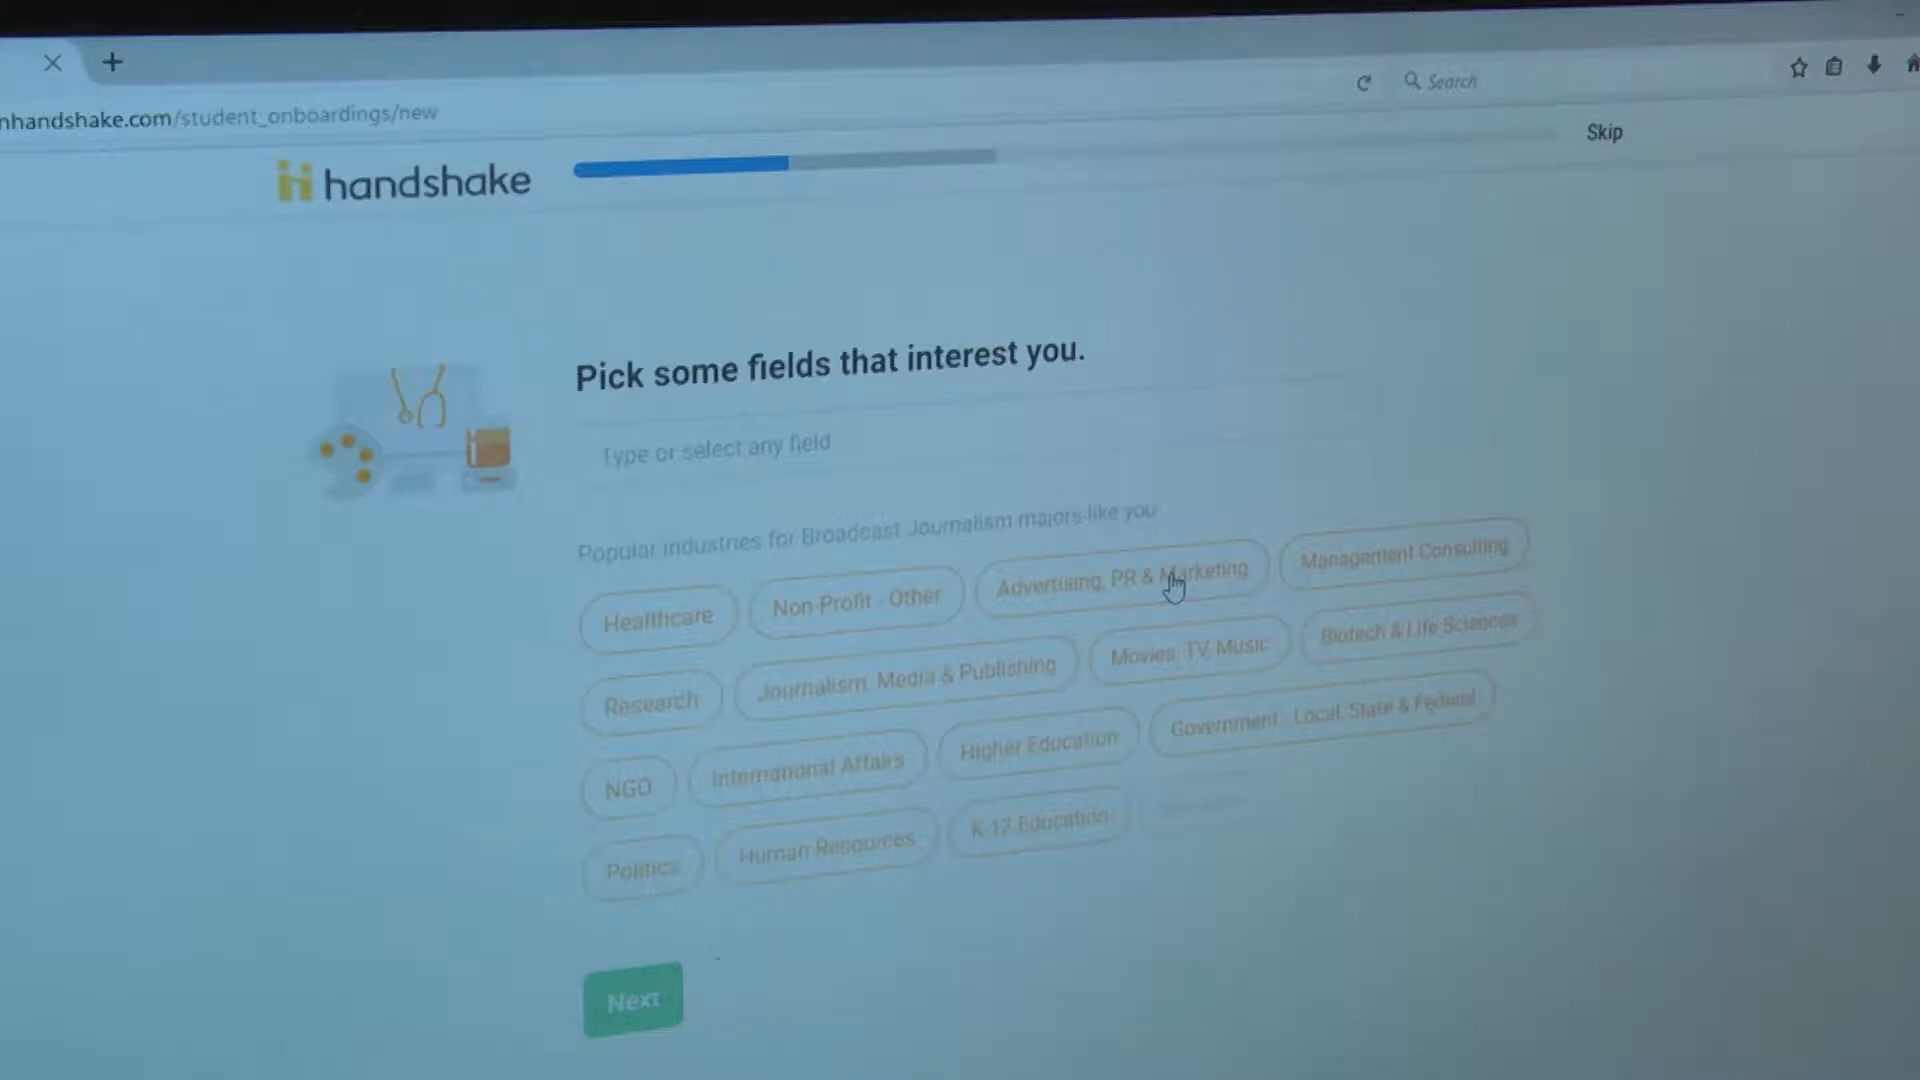 nhandshake.com/student_onboardings/new
Search
handshake
Skip
Pick some fields that interest you.
Type or select any field
Popular industries for Broadcast Journalism majors like you
Healthcare
Non Profit - Other
Advertising, PR & Marketing
Management Consulting
Research
Journalism, Media & Publishing
Movies, TV, Music
Biotech & Life Sciences
NGO
International Affairs
Higher Education
Government - Local, State & Federal
Politics
Human Resources
K-12 Education
Next